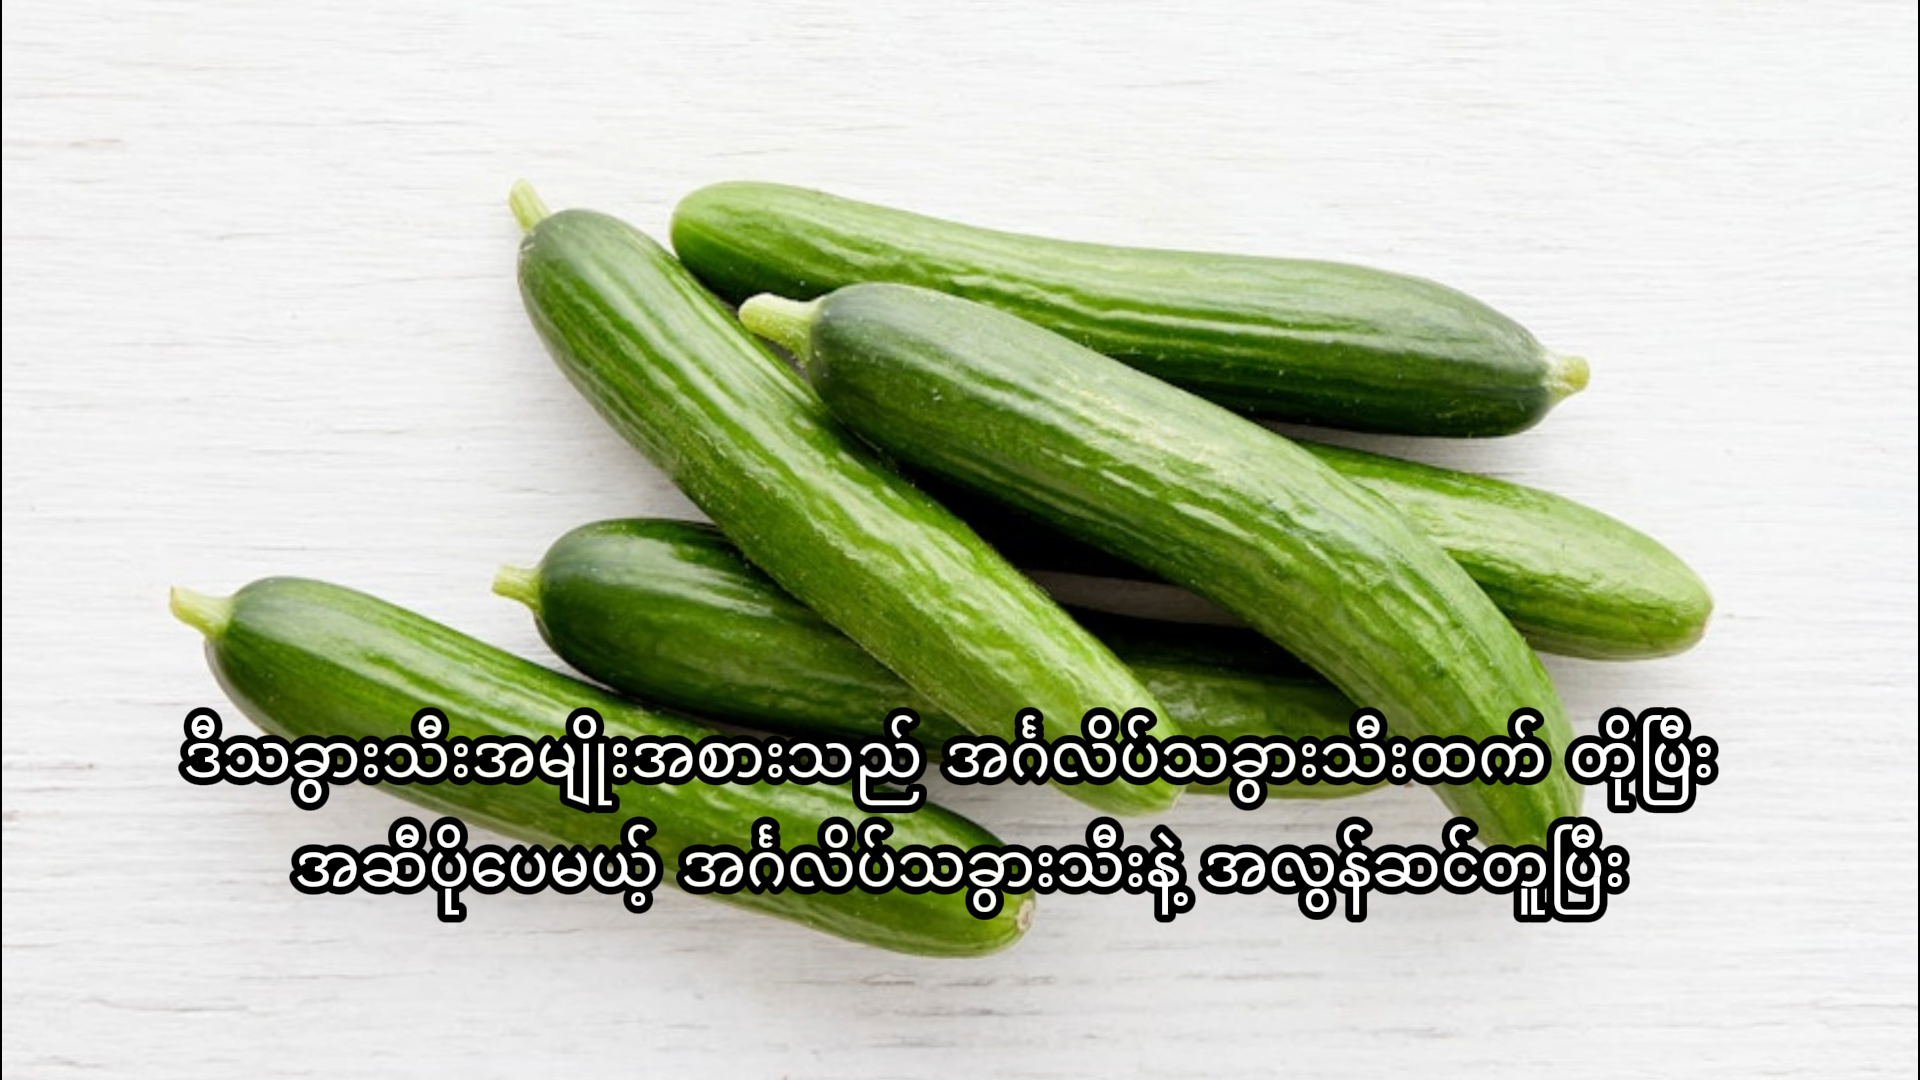 ဒီသခွားသီးအမျိုးအစားသည် အင်္ဂလိပ်သခွားသီးထက် တိုပြီး
အဆီပိုပေမယ့် အင်္ဂလိပ်သခွားသီးနဲ့ အလွန်ဆင်တူပြီး